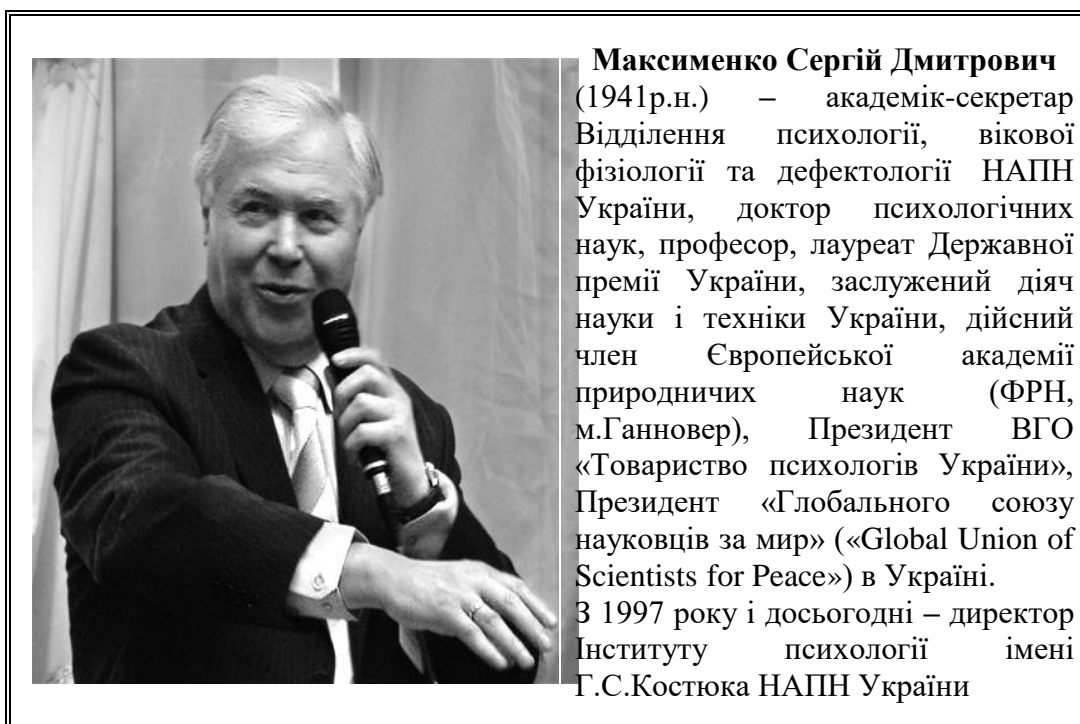 Максименко Сергій Дмитрович
(1941р.н.) – академік-секретар
Відділення психології, вікової
фізіології та дефектології НАПН
України, доктор психологічних
наук, професор, лауреат Державної
премії України, заслужений діяч
науки і техніки України, дійсний
член Європейської академії
природничих наук (ФРН,
м.Ганновер), Президент ВГО
«Товариство психологів України»,
Президент «Глобального союзу
науковців за мир» («Global Union of
Scientists for Peace») в Україні.
З 1997 року і досьогодні – директор
Інституту психології імені
Г.С.Костюка НАПН України